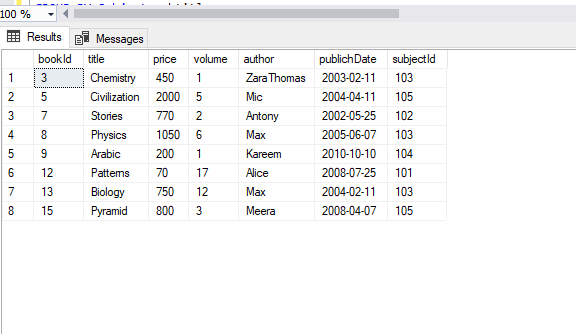 100 %
Results Messages
bookId title price volume author publichDate subjectId
1 3 Chemistry 450 1 ZaraThomas 2003-02-11 103
2 5 Civilization 2000 5 Mic 2004-04-11 105
3 7 Stories 770 2 Antony 2002-05-25 102
4 8 Physics 1050 6 Max 2005-06-07 103
5 9 Arabic 200 1 Kareem 2010-10-10 104
6 12 Patterns 70 17 Alice 2008-07-25 101
7 13 Biology 750 12 Max 2004-02-11 103
8 15 Pyramid 800 3 Meera 2008-04-07 105